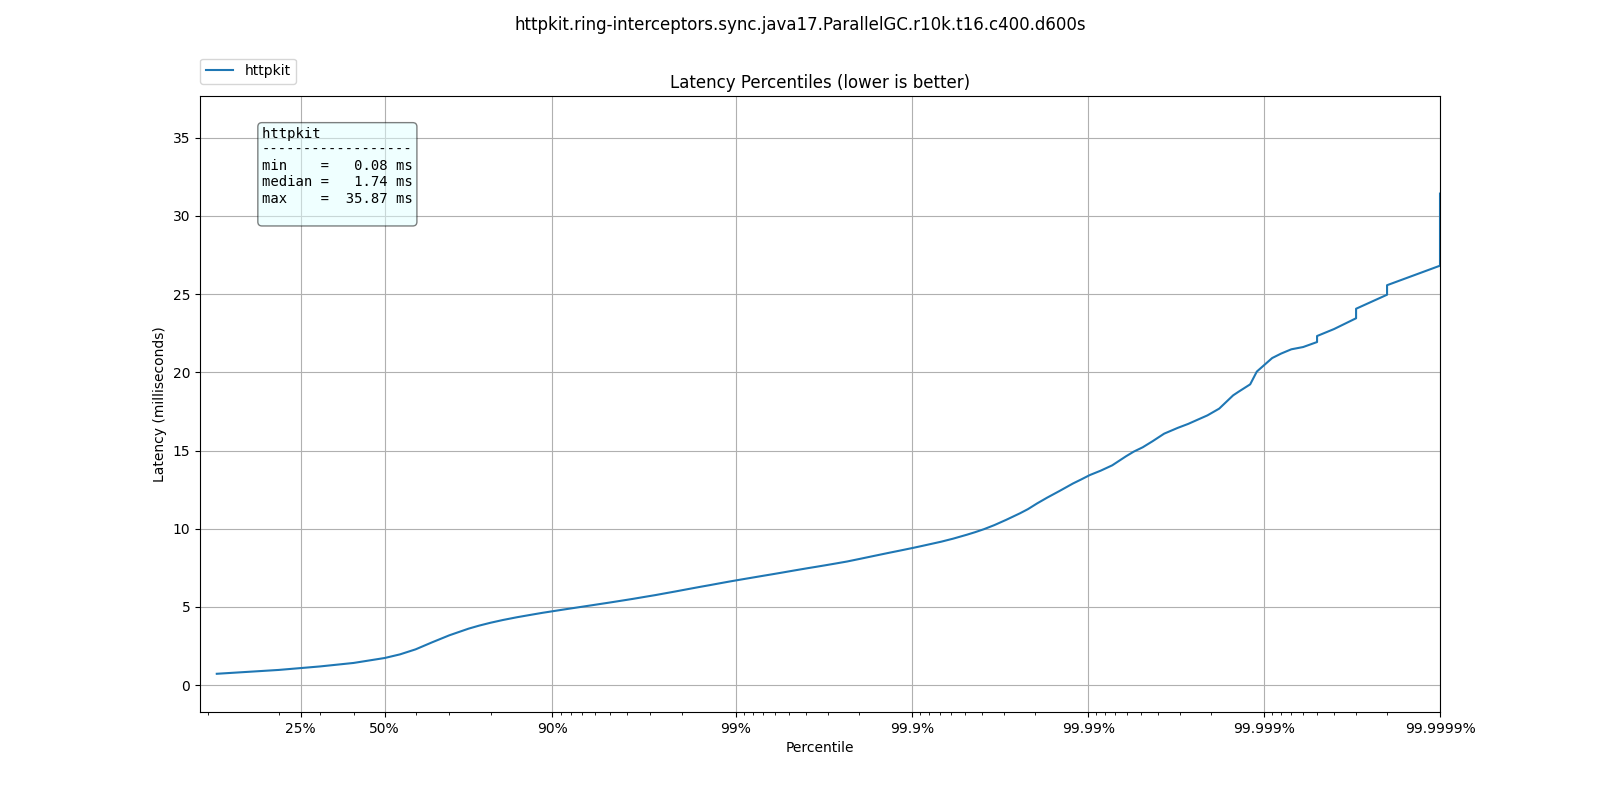 httpkit.ring-interceptors.sync.java17.ParallelGC.r10k.t16.c400.d600s
httpkit
Latency Percentiles (lower is better)
httpkit
------------------
min    =   0.08 ms
median =   1.74 ms
max    =  35.87 ms
Latency (milliseconds)
35
30
25
20
15
10
5
0
25% 50% 90% 99% 99.9% 99.99% 99.999% 99.9999%
Percentile